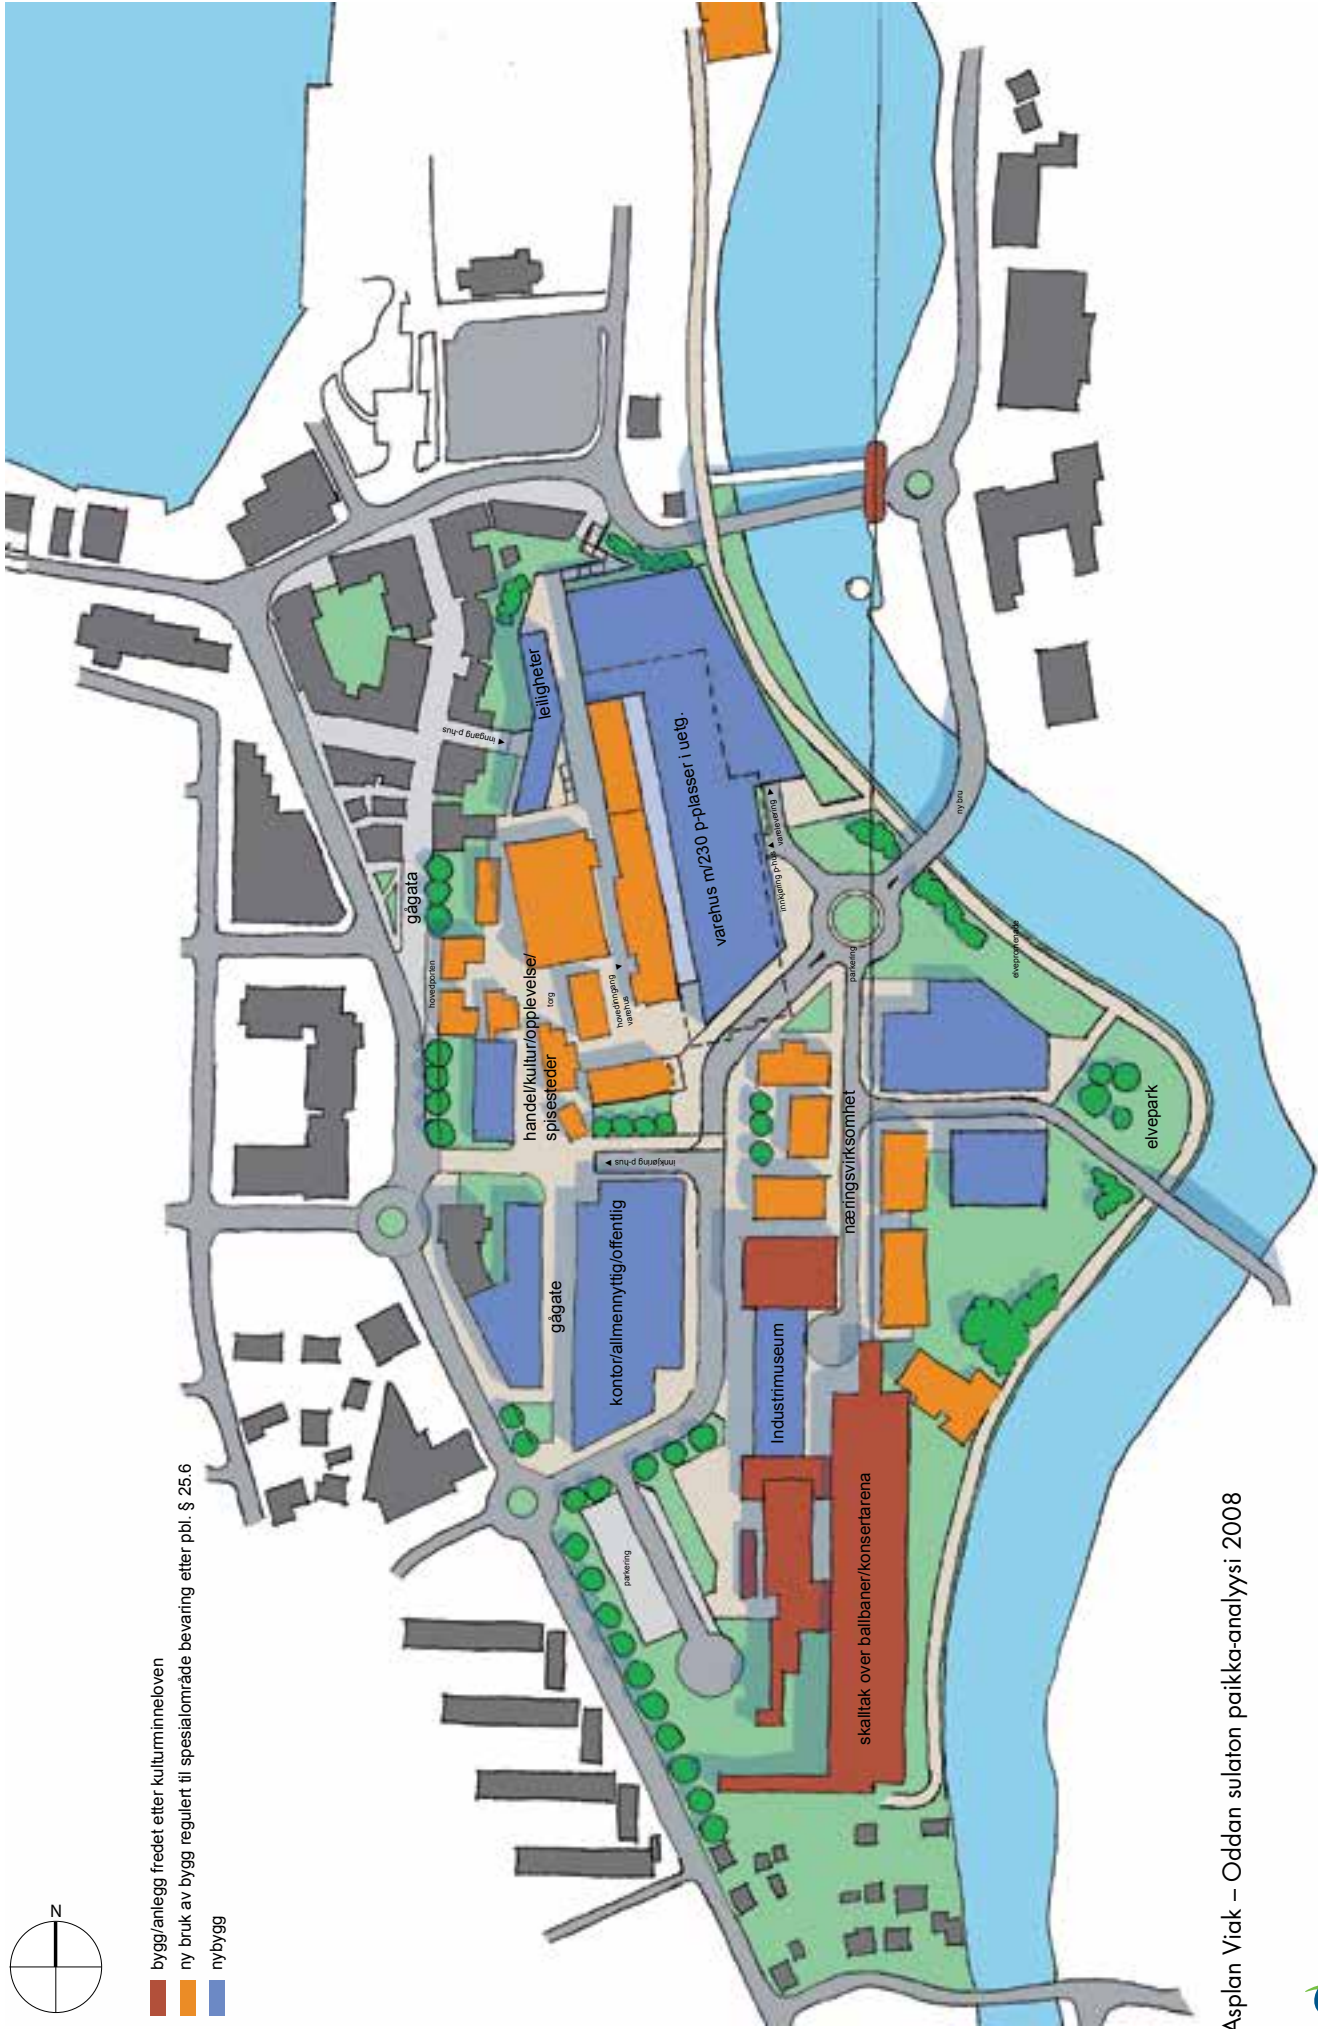 N
bygg/anlegg fredet etter kulturminneloven
ny bruk av bygg regulert til spesialområde bevaring etter pbl. § 25.6
nybygg
parkering
gågate
kontor/allmennyttig/offentlig
innkjøring p-hus
hovedporten
gågata
handel/kultur/opplevelse/
spisesteder
torg
hovedinngang
varehus
inngang p-hus
leiligheter
varehus m/230 p-plasser i uetg.
innkjøring p-hus
varelevering
parkering
ny bru
elvepromenade
elvepark
næringsvirksomhet
Industrimuseum
skalltak over ballbaner/konsertarena
Asplan Viak – Oddan sulaton paikka-analyysi 2008